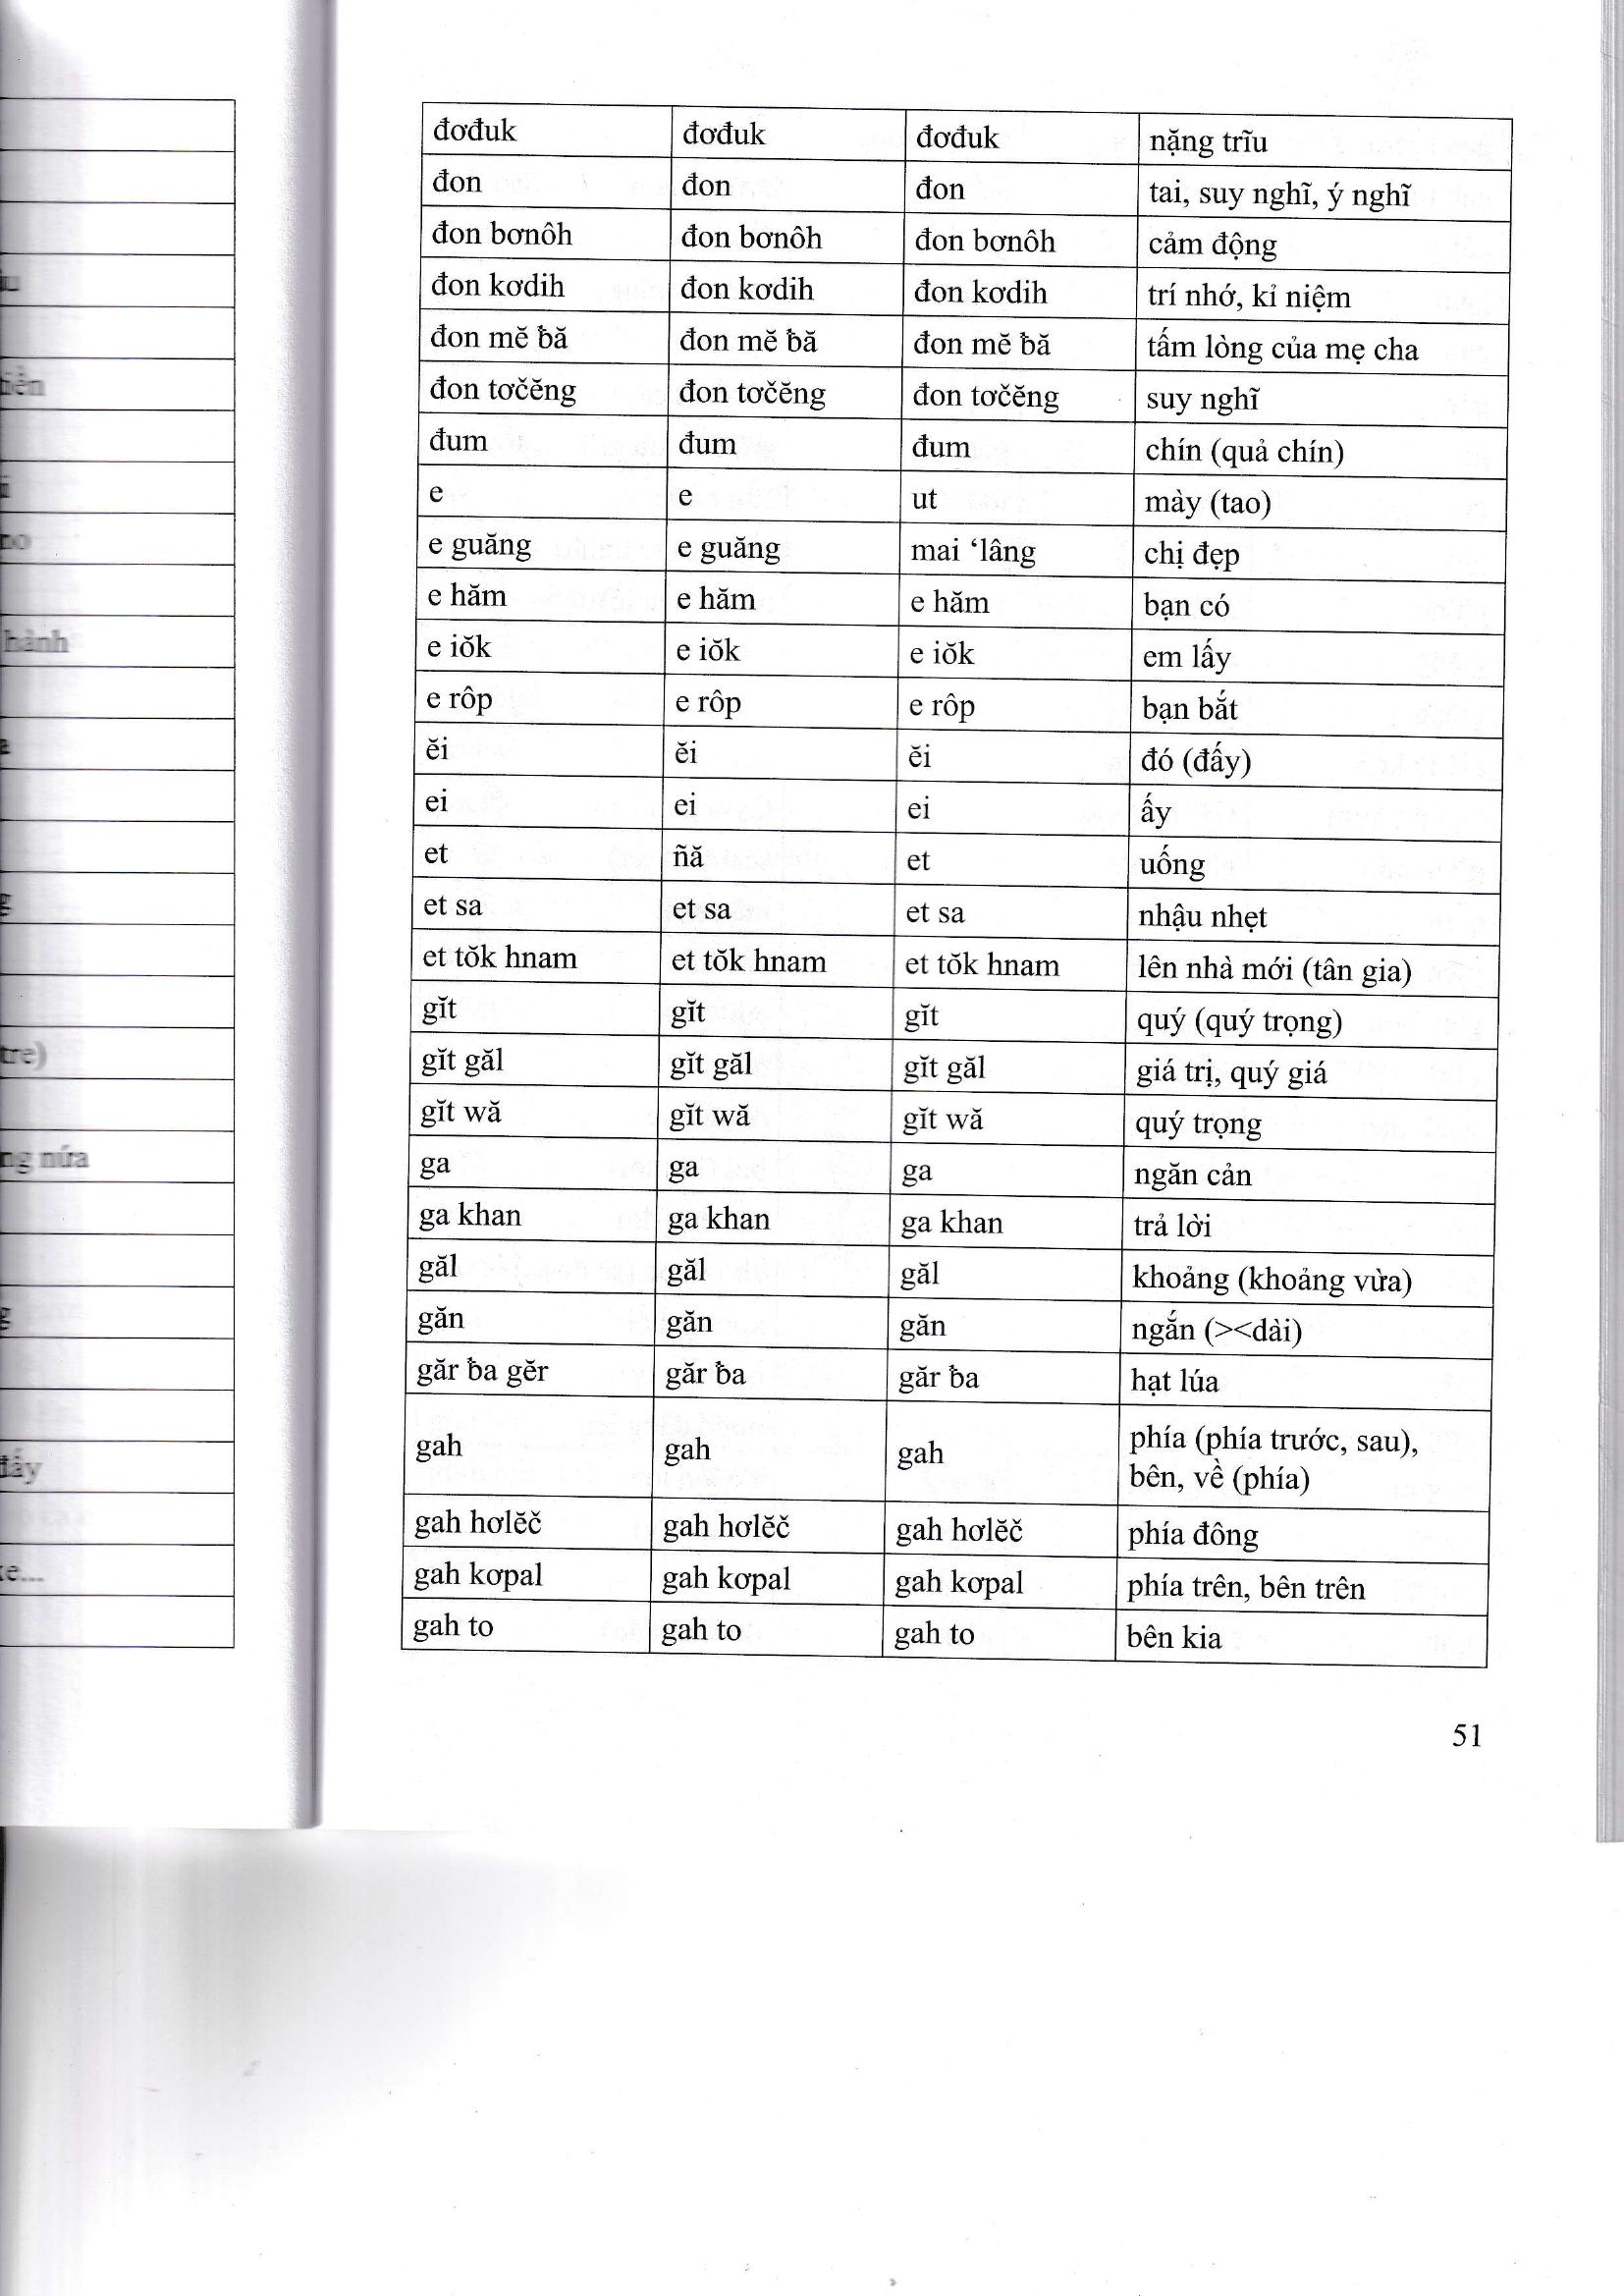 đơđuk đơđuk đơđuk nặng trĩu
đon đon đon tai, suy nghĩ, ý nghĩ
đon bơnôh đon bơnôh đon bơnôh cảm động
đon kơdih đon kơdih đon kơdih trí nhớ, kỉ niệm
đon mĕ ƀă đon mĕ ƀă đon mĕ ƀă tấm lòng của mẹ cha
đon tơčĕng đon tơčĕng đon tơčĕng suy nghĩ
đum đum đum chín (quả chín)
e e ut mày (tao)
e guăng e guăng mai ‘lâng chị đẹp
e hăm e hăm e hăm bạn có
e iŏk e iŏk e iŏk em lấy
e rôp e rôp e rôp bạn bắt
ĕi ĕi ĕi đó (đấy)
ei ei ei ấy
et ñă et uống
et sa et sa et sa nhậu nhẹt
et tŏk hnam et tŏk hnam et tŏk hnam lên nhà mới (tân gia)
gĭt gĭt gĭt quý (quý trọng)
gĭt găl gĭt găl gĭt găl giá trị, quý giá
gĭt wă gĭt wă gĭt wă quý trọng
ga ga ga ngăn cản
ga khan ga khan ga khan trả lời
găl găl găl khoảng (khoảng vừa)
găn găn găn ngắn (><dài)
găr ƀa gĕr găr ƀa găr ƀa hạt lúa
gah gah gah phía (phía trước, sau),
bên, về (phía)
gah hơlĕč gah hơlĕč gah hơlĕč phía đông
gah kơpal gah kơpal gah kơpal phía trên, bên trên
gah to gah to gah to bên kia
51